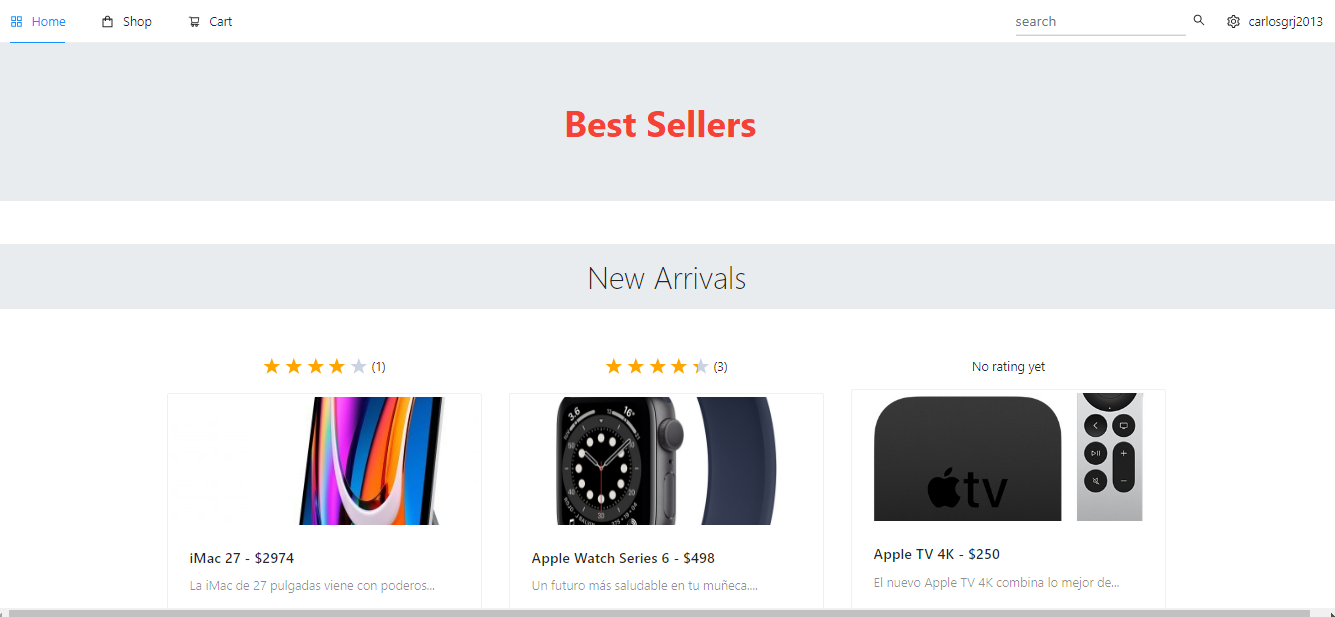 Home Shop Cart search carlosgrj2013
Best Sellers
New Arrivals
(1) (3) No rating yet
tv
iMac 27 - $2974
La iMac de 27 pulgadas viene con poderos...
Apple Watch Series 6 - $498
Un futuro más saludable en tu muñeca....
Apple TV 4K - $250
El nuevo Apple TV 4K combina lo mejor de...